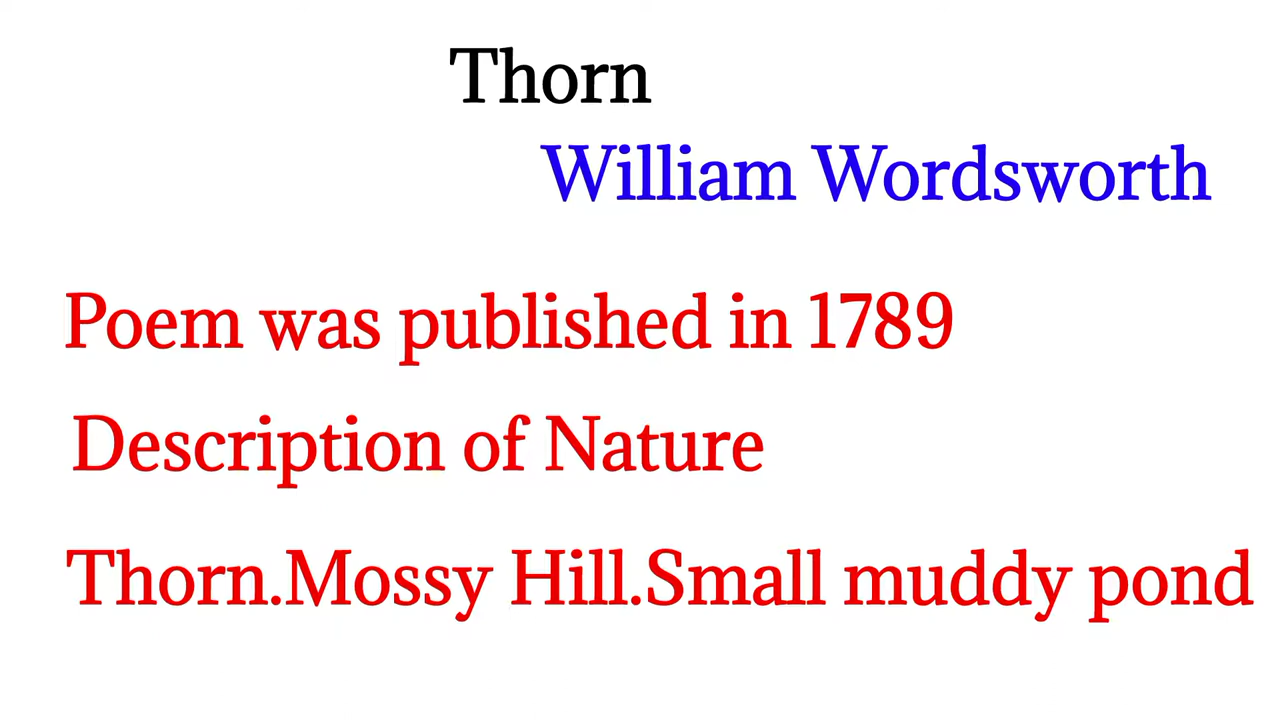 Thorn
William Wordsworth
Poem was published in 1789
Description of Nature
Thorn.Mossy Hill.Small muddy pond